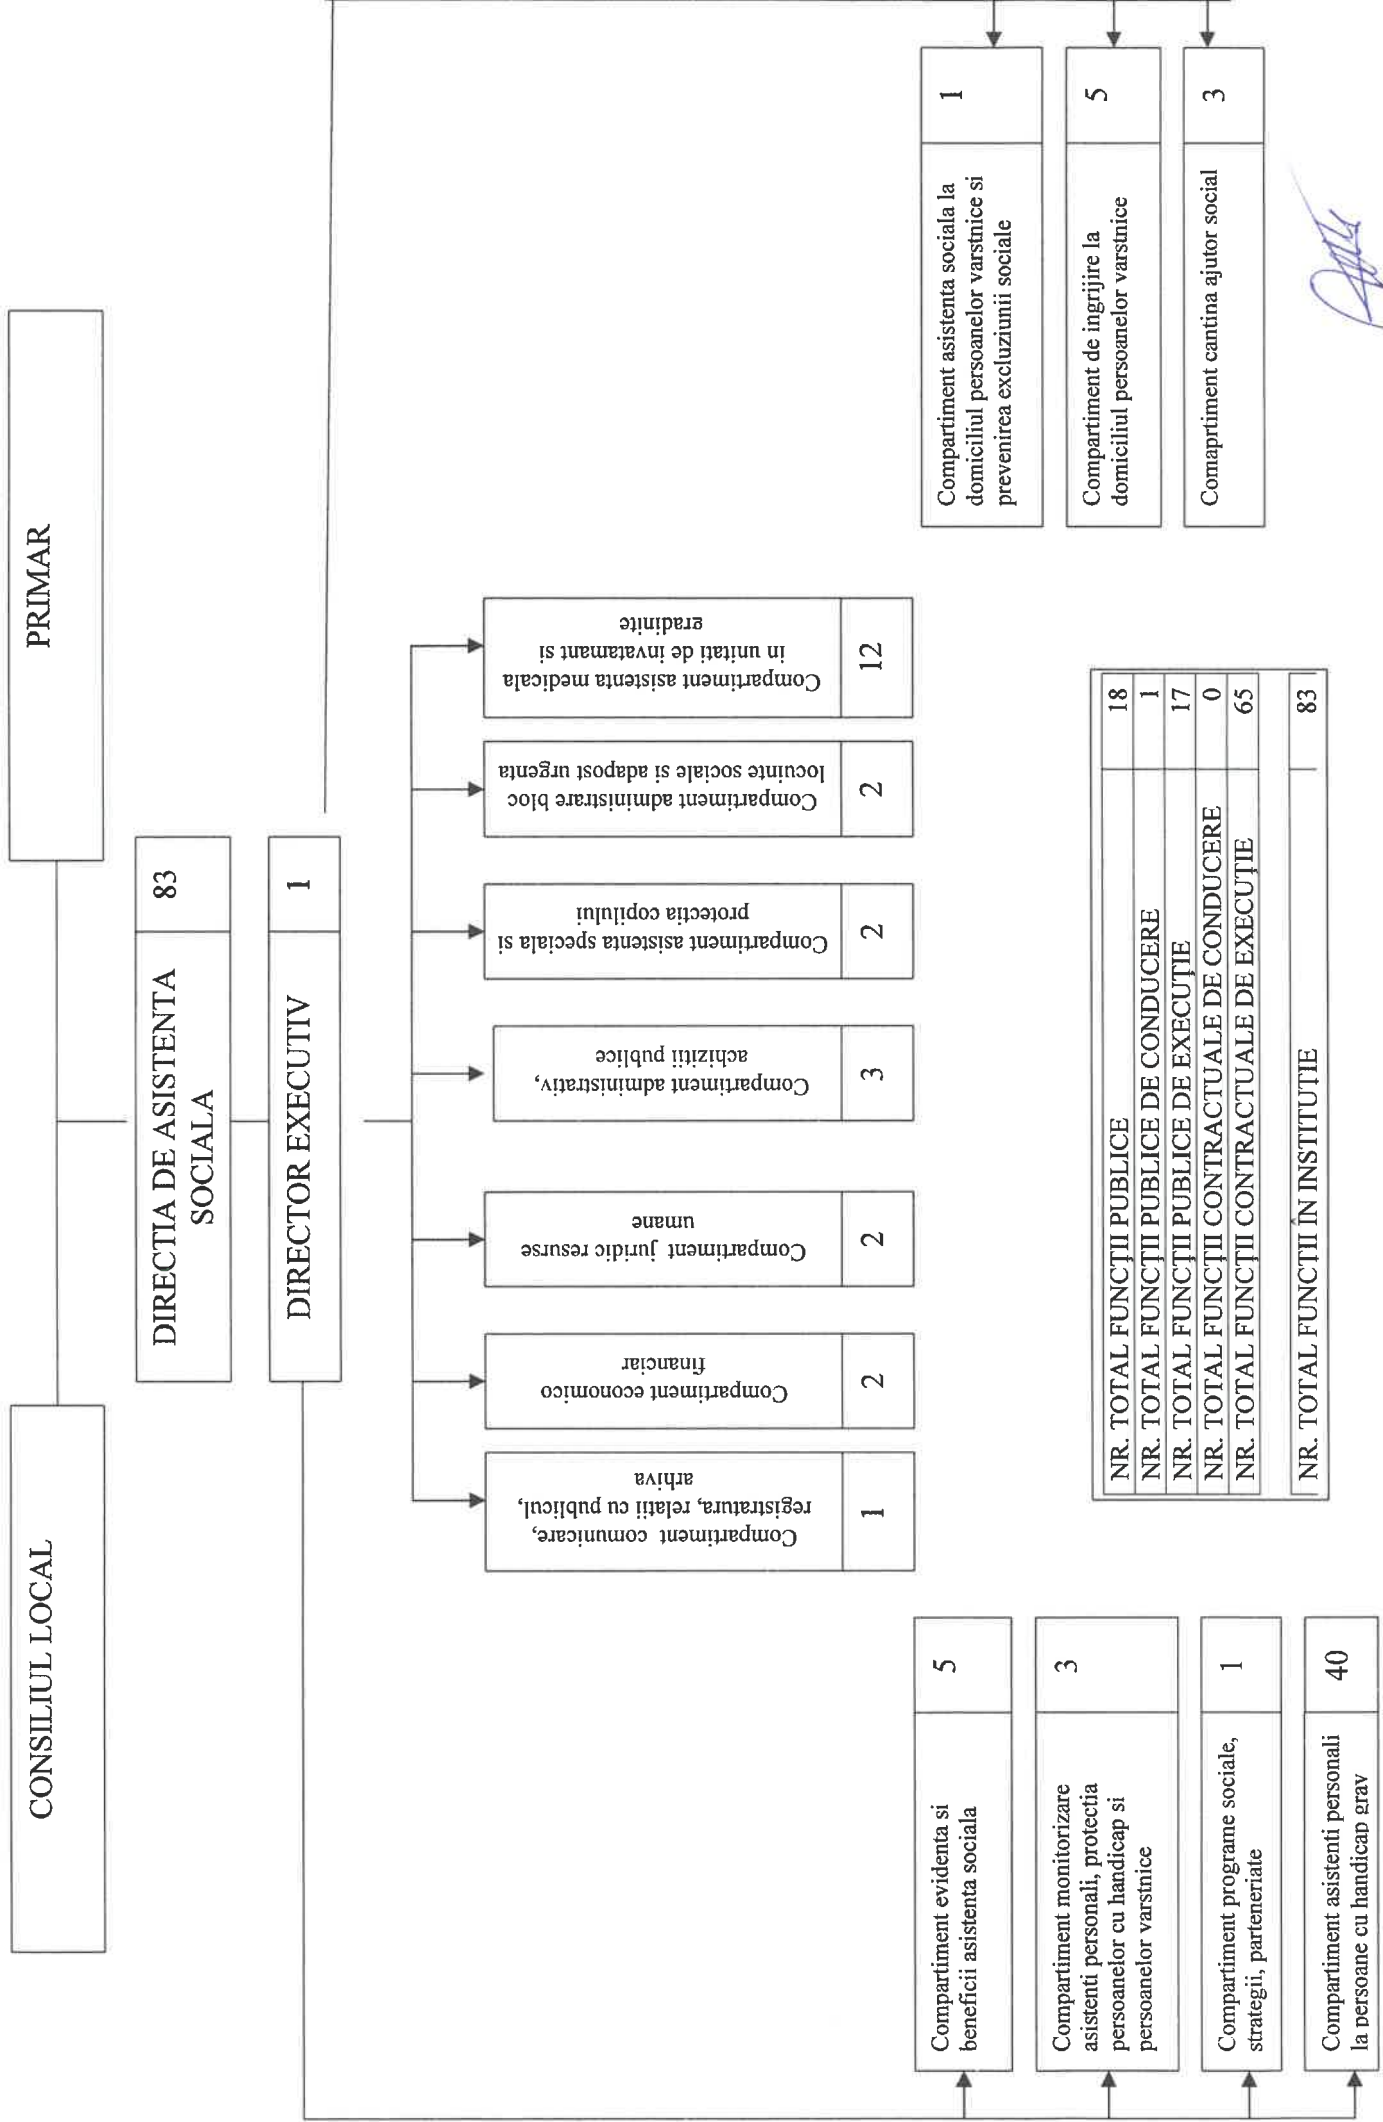 CONSILIUL LOCAL
PRIMAR
DIRECTIA DE ASISTENTA
SOCIALA
83
DIRECTOR EXECUTIV
1
Compartiment comunicare,
registratura, relatii cu publicul,
arhiva
1
Compartiment economico
financiar
2
Compartiment juridic resurse
umane
2
Compartiment administrativ,
achizitii publice
3
Compartiment asistenta speciala si
protectia copilului
2
Compartiment administrare bloc
locuinte sociale si adapost urgenta
2
Compartiment asistenta medicala
in unitati de invatamant si
gradinite
12
Compartiment evidenta si
beneficii asistenta sociala
5
Compartiment monitorizare
asistenti personali, protectia
persoanelor cu handicap si
persoanelor varstnice
3
Compartiment programe sociale,
strategii, parteneriate
1
Compartiment asistenti personali
la persoane cu handicap grav
40
Compartiment asistenta sociala la
domiciliul persoanelor varstnice si
prevenirea excluziunii sociale
1
Compartiment de ingrijire la
domiciliul persoanelor varstnice
5
Comaprtiment cantina ajutor social
3
NR. TOTAL FUNCȚII PUBLICE 18
NR. TOTAL FUNCȚII PUBLICE DE CONDUCERE 1
NR. TOTAL FUNCȚII PUBLICE DE EXECUȚIE 17
NR. TOTAL FUNCȚII CONTRACTUALE DE CONDUCERE 0
NR. TOTAL FUNCȚII CONTRACTUALE DE EXECUȚIE 65
NR. TOTAL FUNCȚII ÎN INSTITUȚIE 83